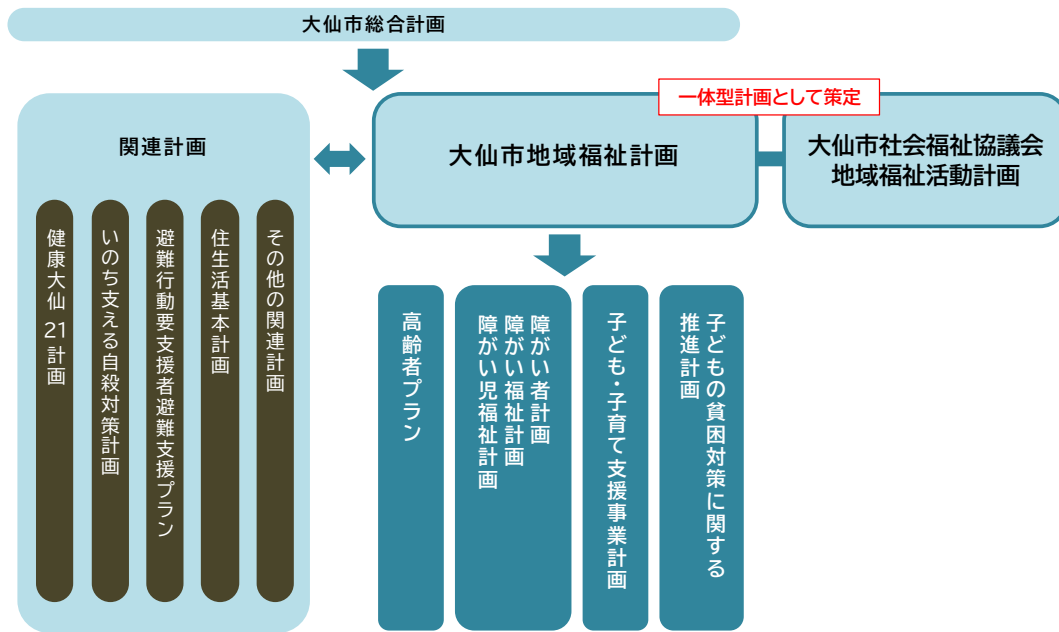 大仙市総合計画
一体型計画として策定
関連計画
大仙市地域福祉計画
大仙市社会福祉協議会
地域福祉活動計画
健康大仙21計画
いのち支える自殺対策計画
避難行動要支援者避難支援プラン
住生活基本計画
その他の関連計画
高齢者プラン
障がい者計画
障がい福祉計画
障がい児福祉計画
子ども・子育て支援事業計画
子どもの貧困対策に関する
推進計画